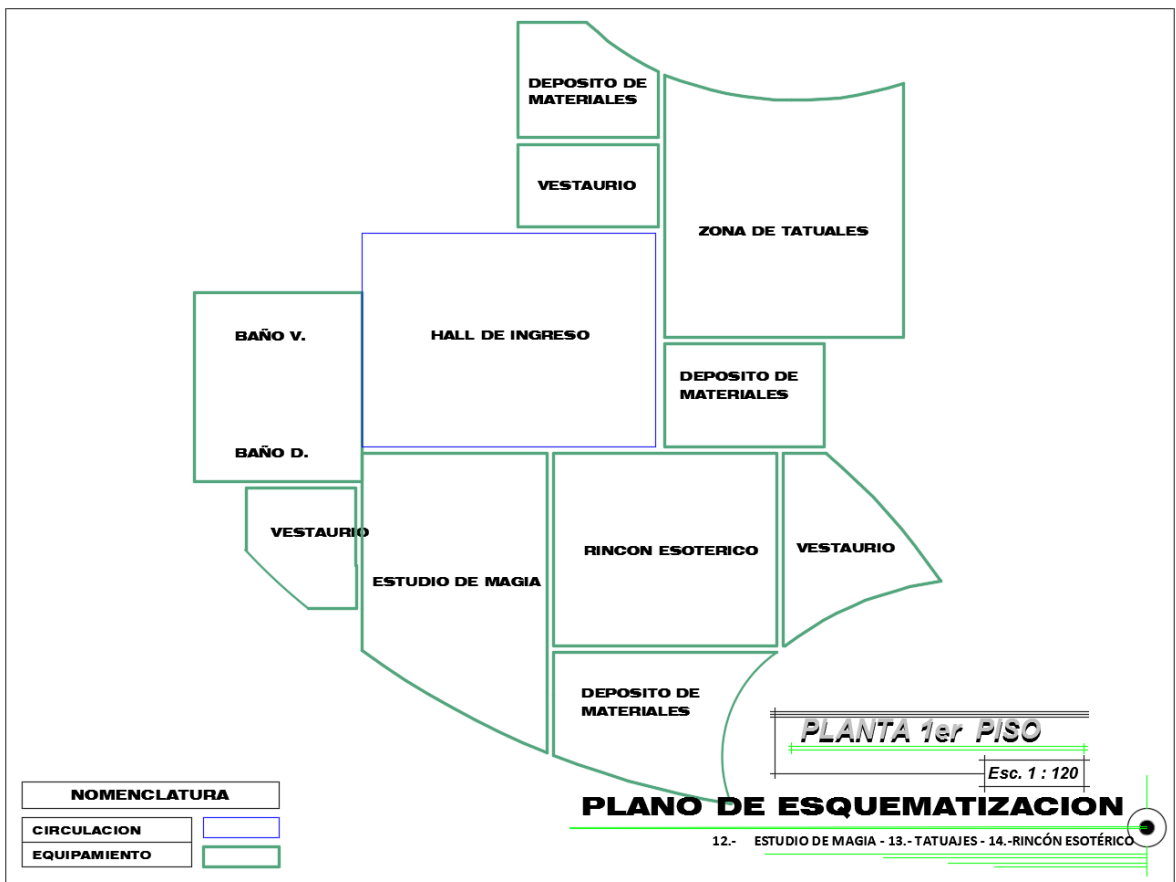 DEPOSITO DE
MATERIALES
VESTAURIO
ZONA DE TATUALES
BAÑO V.
HALL DE INGRESO
DEPOSITO DE
MATERIALES
BAÑO D.
VESTAURIO
ESTUDIO DE MAGIA
RINCON ESOTERICO
VESTAURIO
DEPOSITO DE
MATERIALES
PLANTA 1er PISO
Esc. 1 : 120
NOMENCLATURA
CIRCULACION
EQUIPAMIENTO
PLANO DE ESQUEMATIZACION
12.- ESTUDIO DE MAGIA - 13.- TATUAJES - 14.-RINCÓN ESOTÉRICO